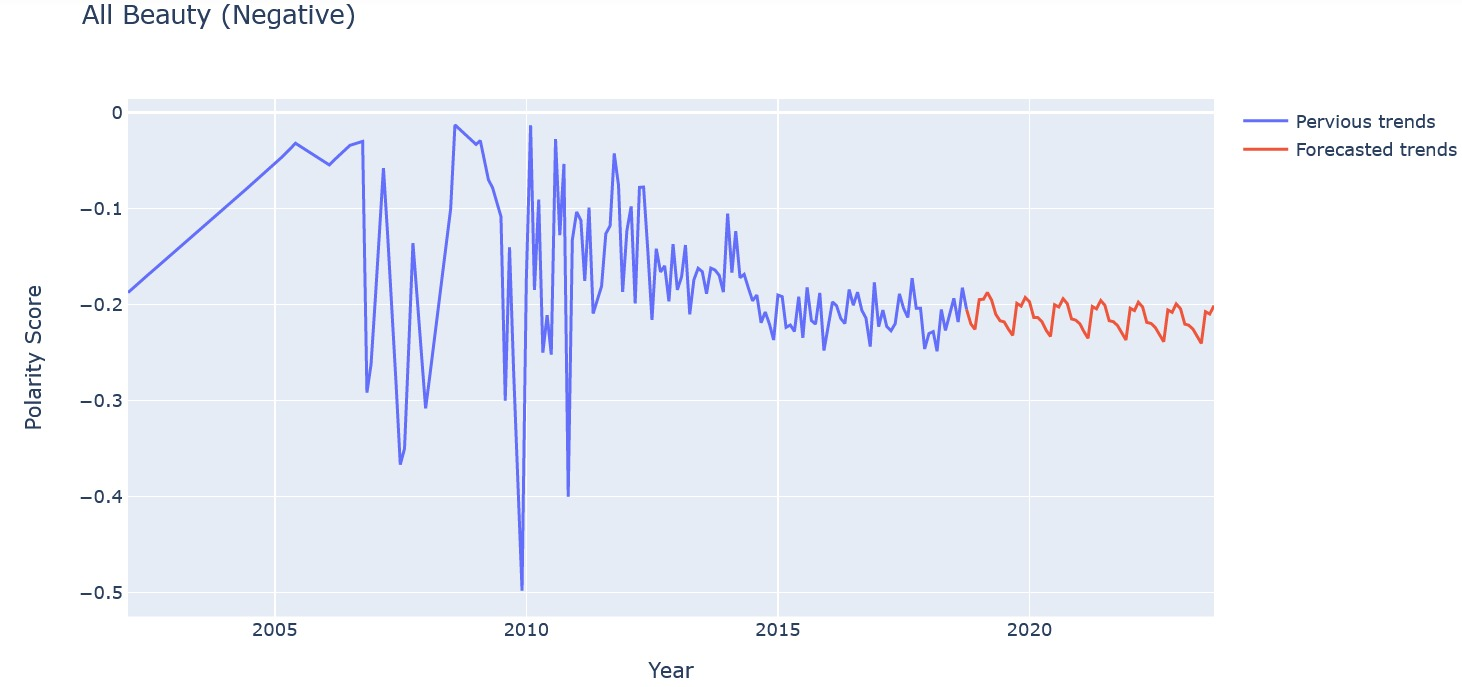 All Beauty (Negative)
0
−0.1
−0.2
−0.3
−0.4
−0.5
Polarity Score
2005
2010
2015
2020
Year
Pervious trends
Forecasted trends